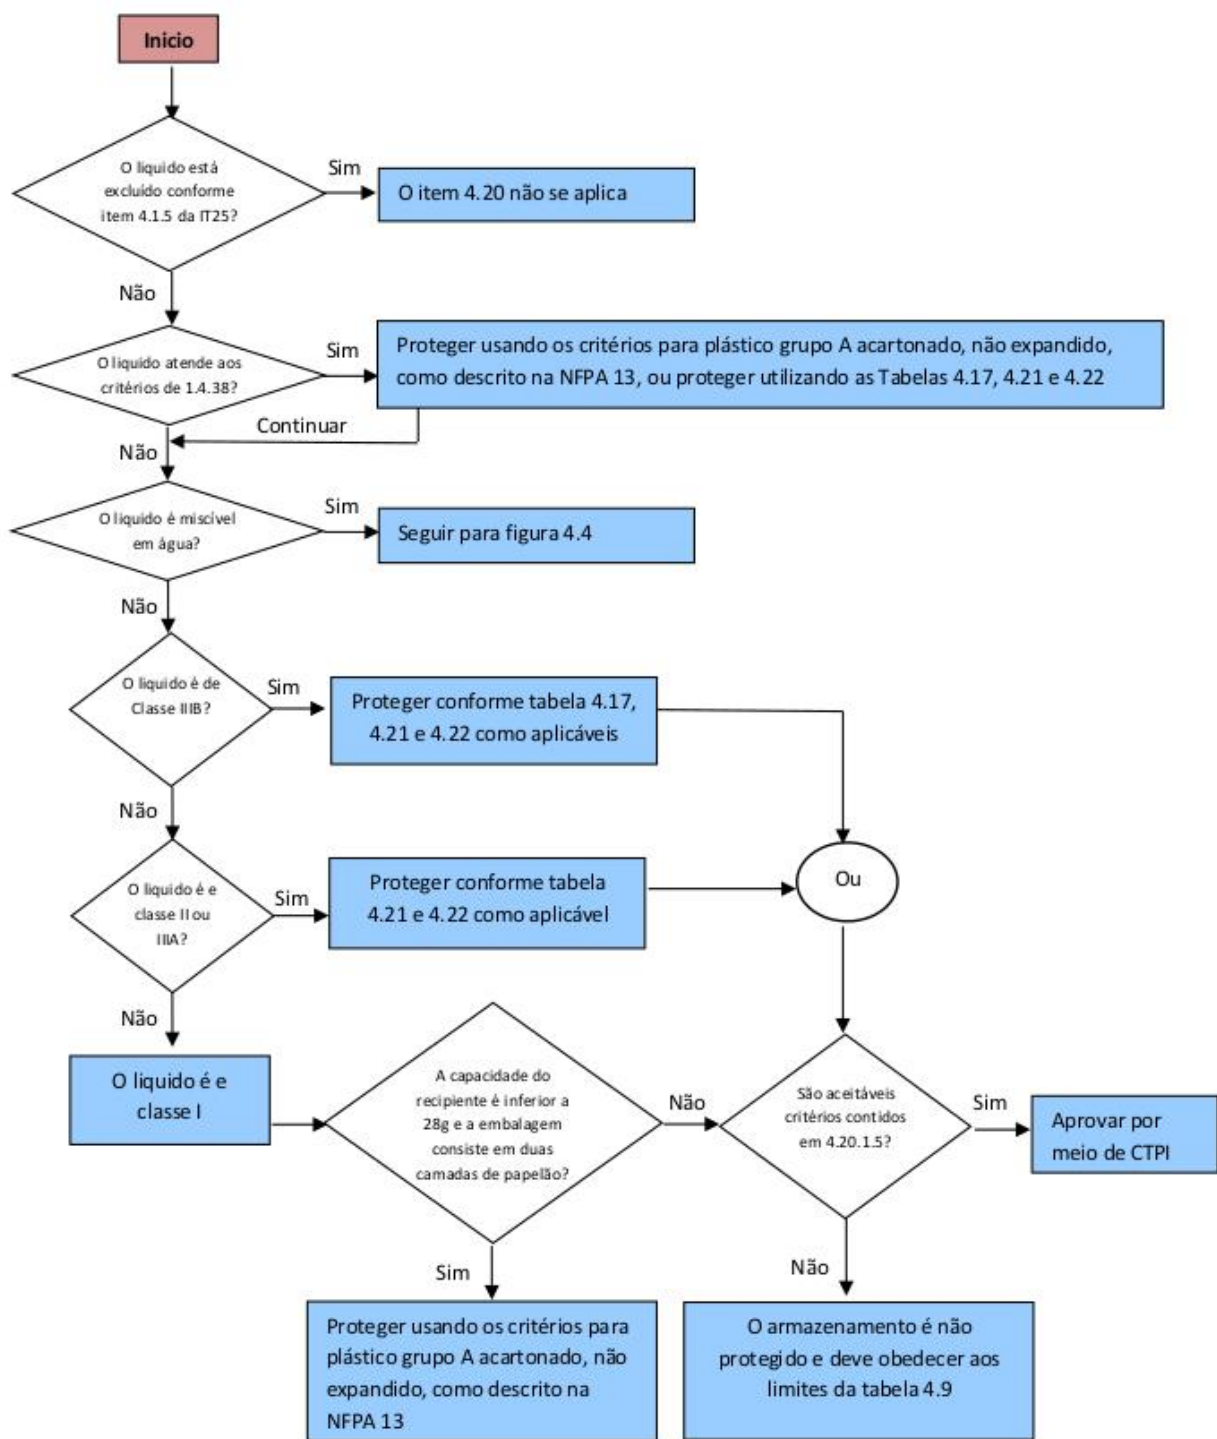 Inicio
O liquido está
excluído conforme
item 4.1.5 da IT25?
Sim
O item 4.20 não se aplica
Não
O liquido atende aos
critérios de 1.4.38?
Sim
Proteger usando os critérios para plástico grupo A acartonado, não expandido,
como descrito na NFPA 13, ou proteger utilizando as Tabelas 4.17, 4.21 e 4.22
Continuar
Não
O liquido é miscível
em água?
Sim
Seguir para figura 4.4
Não
O liquido é de
Classe IIIB?
Sim
Proteger conforme tabela 4.17,
4.21 e 4.22 como aplicáveis
Não
O liquido é e
classe II ou
IIIA?
Sim
Proteger conforme tabela
4.21 e 4.22 como aplicável
Ou
Não
O liquido é e
classe I
A capacidade do
recipiente é inferior a
28g e a embalagem
consiste em duas
camadas de papelão?
Não
São aceitáveis
critérios contidos
em 4.20.1.5?
Sim
Aprovar por
meio de CTPI
Sim
Proteger usando os critérios para
plástico grupo A acartonado, não
expandido, como descrito na
NFPA 13
Não
O armazenamento é não
protegido e deve obedecer aos
limites da tabela 4.9